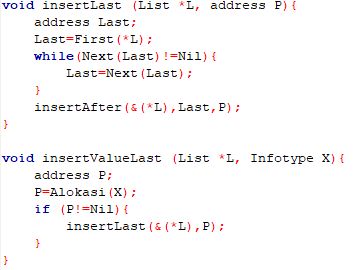 void insertLast (List *L, address P){
    address Last;
    Last=First(*L);
    while(Next(Last)!=Nil){
        Last=Next(Last);
    }
    insertAfter(&(*L),Last,P);
}
void insertValueLast (List *L, Infotype X){
    address P;
    P=Alokasi(X);
    if (P!=Nil){
        insertLast(&(*L),P);
    }
}